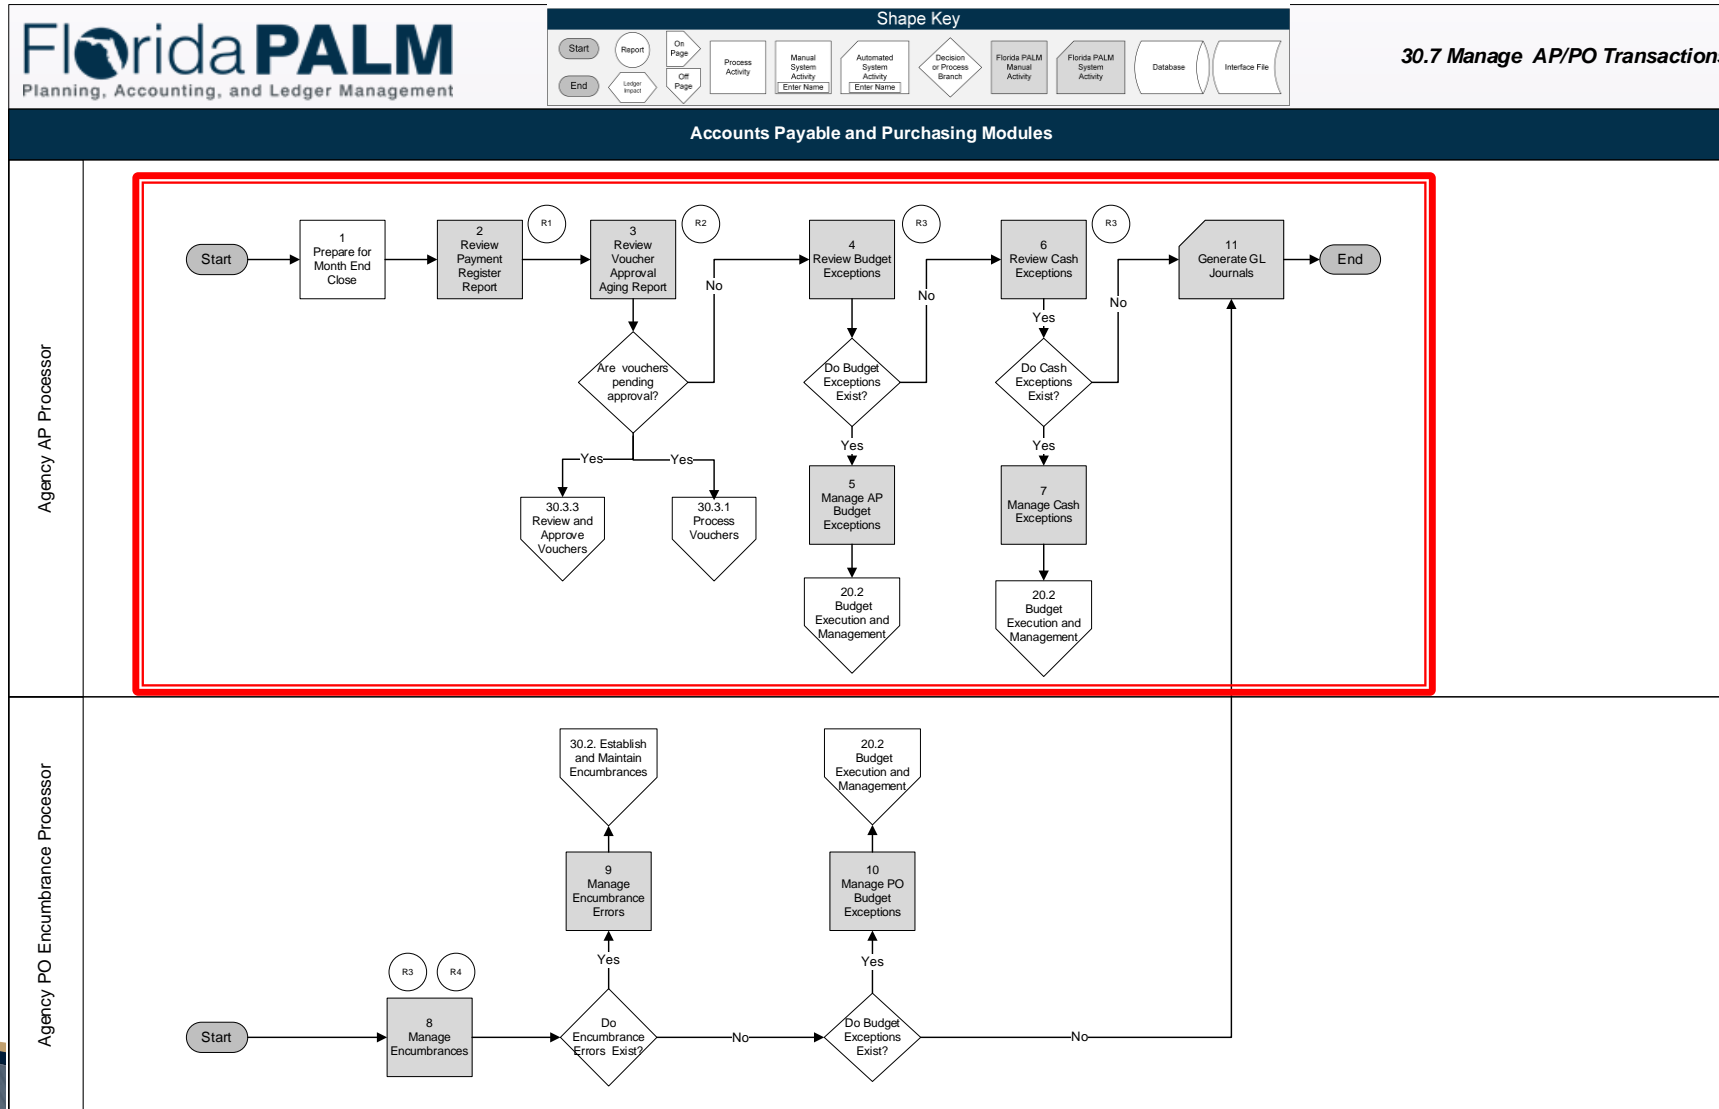 Florida PALM
Planning, Accounting, and Ledger Management
Shape Key
Start
End
Report
Ledger
Impact
On
Page
Off
Page
Process
Activity
Manual
System
Activity
Enter Name
Automated
System
Activity
Enter Name
Decision
or Process
Branch
Florida PALM
Manual
Activity
Florida PALM
System
Activity
Database
Interface File
30.7 Manage AP/PO Transactions
Accounts Payable and Purchasing Modules
Agency AP Processor
Start
1
Prepare for
Month End
Close
2
Review
Payment
Register
Report
R1
3
Review
Voucher
Approval
Aging Report
R2
Are vouchers
pending
approval?
No
Yes
Yes
30.3.3
Review and
Approve
Vouchers
30.3.1
Process
Vouchers
4
Review Budget
Exceptions
R3
Do Budget
Exceptions
Exist?
No
Yes
5
Manage AP
Budget
Exceptions
20.2
Budget
Execution and
Management
6
Review Cash
Exceptions
R3
Yes
Do Cash
Exceptions
Exist?
No
Yes
7
Manage Cash
Exceptions
20.2
Budget
Execution and
Management
11
Generate GL
Journals
End
Agency PO Encumbrance Processor
Start
R3
R4
8
Manage
Encumbrances
Do
Encumbrance
Errors Exist?
Yes
9
Manage
Encumbrance
Errors
30.2. Establish
and Maintain
Encumbrances
No
Do Budget
Exceptions
Exist?
Yes
10
Manage PO
Budget
Exceptions
20.2
Budget
Execution and
Management
No